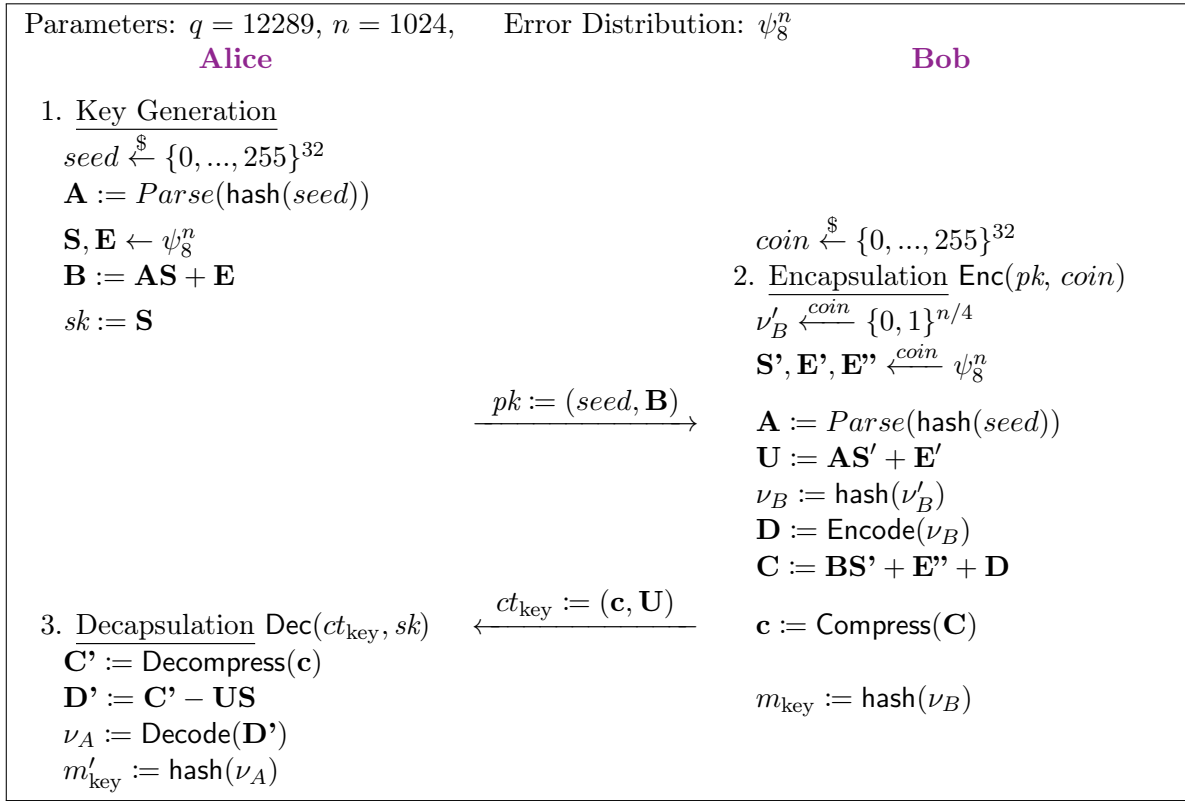 Parameters: q = 12289, n = 1024, Error Distribution: ψ₈ⁿ
Alice
Bob
1. Key Generation
seed ←$ {0, ..., 255}³²
A := Parse(hash(seed))
S, E ← ψ₈ⁿ
coin ←$ {0, ..., 255}³²
B := AS + E
2. Encapsulation Enc(pk, coin)
sk := S
ν′_B ←coin {0, 1}^{n/4}
S', E', E'' ←coin ψ₈ⁿ
pk := (seed, B)
A := Parse(hash(seed))
U := AS′ + E′
ν_B := hash(ν′_B)
D := Encode(ν_B)
C := BS' + E'' + D
ct_key := (c, U)
3. Decapsulation Dec(ct_key, sk)
c := Compress(C)
C' := Decompress(c)
D' := C' − US
m_key := hash(ν_B)
ν_A := Decode(D')
m′_key := hash(ν_A)